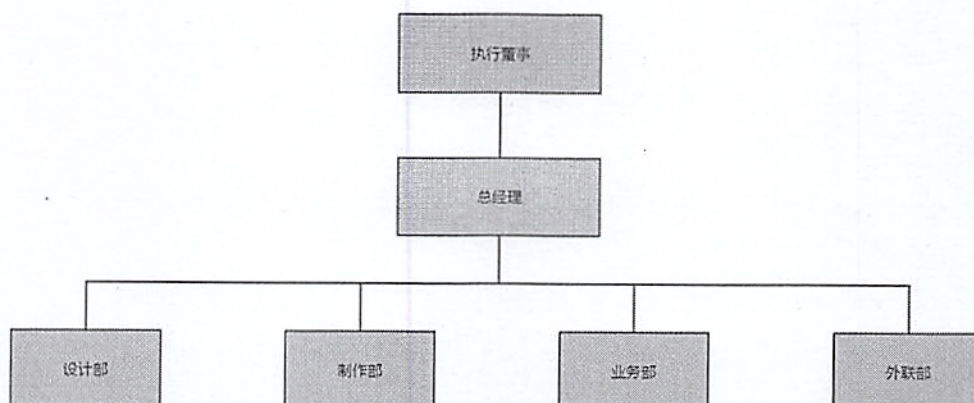 执行董事
总经理
设计部
制作部
业务部
外联部